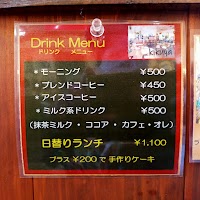 Drink Menu
ドリンク メニュー
* モーニング ¥500
* ブレンドコーヒー ¥450
* アイスコーヒー ¥500
* ミルク系ドリンク ¥500
(抹茶ミルク・ココア・カフェ・オレ)
日替りランチ ¥1,100
プラス ¥200で 手作りケーキ